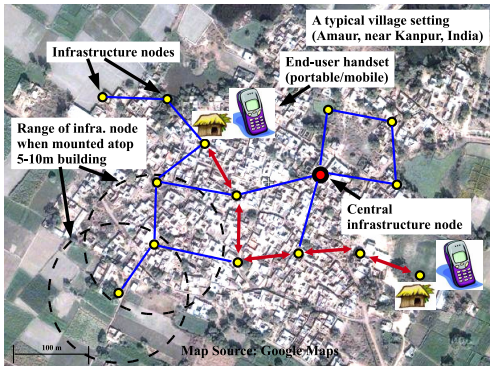 A typical village setting
(Amaur, near Kanpur, India)
Infrastructure nodes
End-user handset
(portable/mobile)
Range of infra. node
when mounted atop
5-10m building
Central
infrastructure node
100 m
Map Source: Google Maps